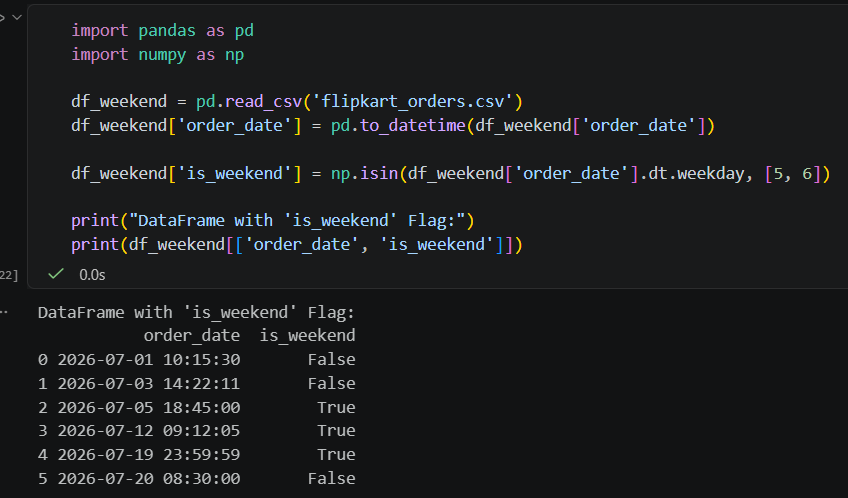 import pandas as pd
import numpy as np
df_weekend = pd.read_csv('flipkart_orders.csv')
df_weekend['order_date'] = pd.to_datetime(df_weekend['order_date'])
df_weekend['is_weekend'] = np.isin(df_weekend['order_date'].dt.weekday, [5, 6])
print("DataFrame with 'is_weekend' Flag:")
print(df_weekend[['order_date', 'is_weekend']])
22] 0.0s
DataFrame with 'is_weekend' Flag:
order_date is_weekend
0 2026-07-01 10:15:30 False
1 2026-07-03 14:22:11 False
2 2026-07-05 18:45:00 True
3 2026-07-12 09:12:05 True
4 2026-07-19 23:59:59 True
5 2026-07-20 08:30:00 False